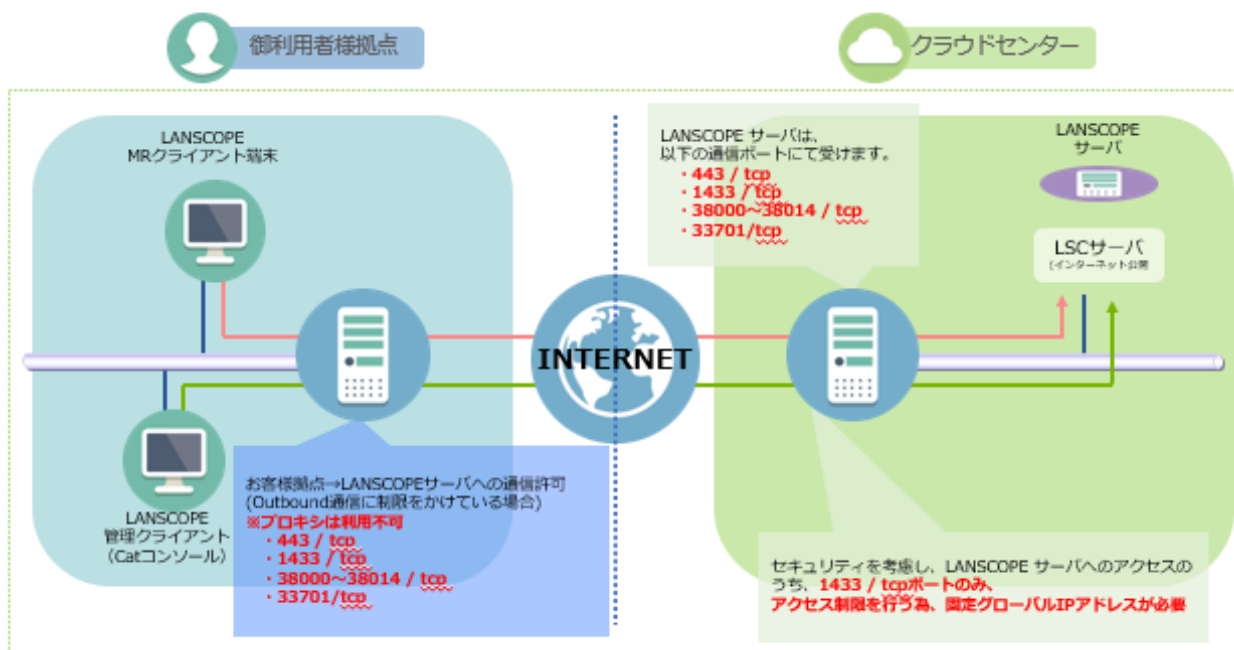 御利用者様拠点
クラウドセンター
LANSCOPE
MRクライアント端末
LANSCOPE サーバは、
以下の通信ポートにて受けます。
・443 / tcp
・1433 / tcp
・38000～38014 / tcp
・33701/tcp
LANSCOPE
サーバ
LSCサーバ
(インターネット公開
INTERNET
LANSCOPE
管理クライアント
（Catコンソール）
お客様拠点→LANSCOPEサーバへの通信許可
(Outbound通信に制限をかけている場合)
※プロキシは利用不可
・443 / tcp
・1433 / tcp
・38000～38014 / tcp
・33701/tcp
セキュリティを考慮し、LANSCOPE サーバへのアクセスの
うち、1433 / tcpポートのみ、
アクセス制限を行う為、固定グローバルIPアドレスが必要